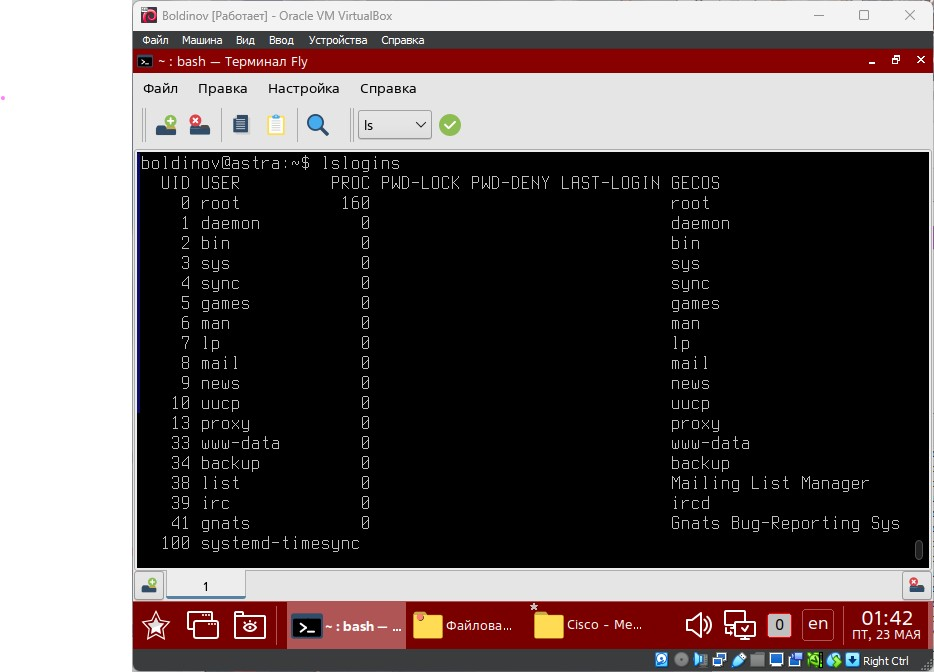 Boldinov [Работает] - Oracle VM VirtualBox
Файл Машина Вид Ввод Устройства Справка
~ : bash — Терминал Fly
Файл Правка Настройка Справка
ls
boldinov@astra:~$ lslogins
UID USER PROC PWD-LOCK PWD-DENY LAST-LOGIN GECOS
0 root 160 root
1 daemon 0 daemon
2 bin 0 bin
3 sys 0 sys
4 sync 0 sync
5 games 0 games
6 man 0 man
7 lp 0 lp
8 mail 0 mail
9 news 0 news
10 uucp 0 uucp
13 proxy 0 proxy
33 www-data 0 www-data
34 backup 0 backup
38 list 0 Mailing List Manager
39 irc 0 ircd
41 gnats 0 Gnats Bug-Reporting Sys
100 systemd-timesync
1
~ : bash — ...
Файлова...
* Cisco – Me...
0
en
01:42
ПТ, 23 МАЯ
Right Ctrl